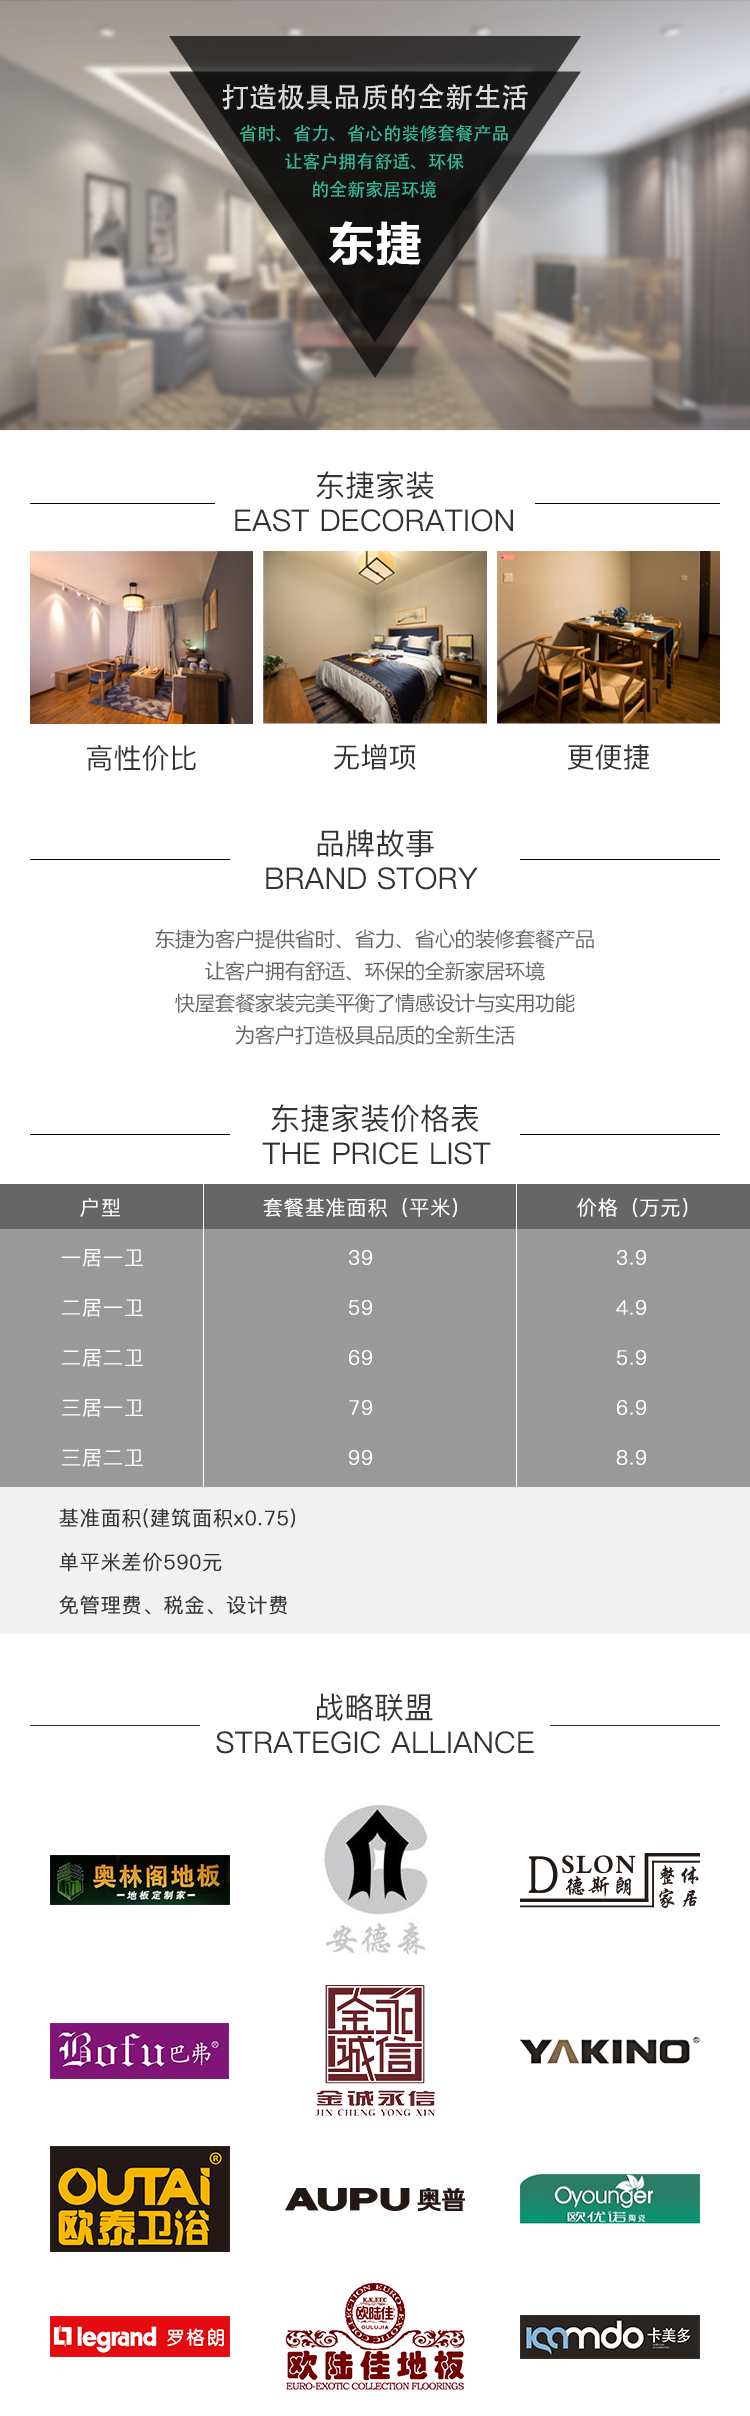 打造极具品质的全新生活
省时、省力、省心的装修套餐产品
让客户拥有舒适、环保
的全新家居环境
东捷
东捷家装
EAST DECORATION
高性价比 无增项 更便捷
品牌故事
BRAND STORY
东捷为客户提供省时、省力、省心的装修套餐产品
让客户拥有舒适、环保的全新家居环境
快屋套餐家装完美平衡了情感设计与实用功能
为客户打造极具品质的全新生活
东捷家装价格表
THE PRICE LIST
户型 套餐基准面积（平米） 价格（万元）
一居一卫 39 3.9
二居一卫 59 4.9
二居二卫 69 5.9
三居一卫 79 6.9
三居二卫 99 8.9
基准面积(建筑面积x0.75)
单平米差价590元
免管理费、税金、设计费
战略联盟
STRATEGIC ALLIANCE
奥林阁地板
地板定制家
安德森
DSLON
德斯朗
整体
家居
Bofu巴弗®
金永
诚信
金诚永信
JIN CHENG YONG XIN
YAKINO®
OUTAi®
欧泰卫浴
AUPU奥普
Oyounger
欧优诺陶瓷
legrand 罗格朗
欧陆佳
OULUJIA
欧陆佳地板
EURO-EXOTIC COLLECTION FLOORINGS
卡美多